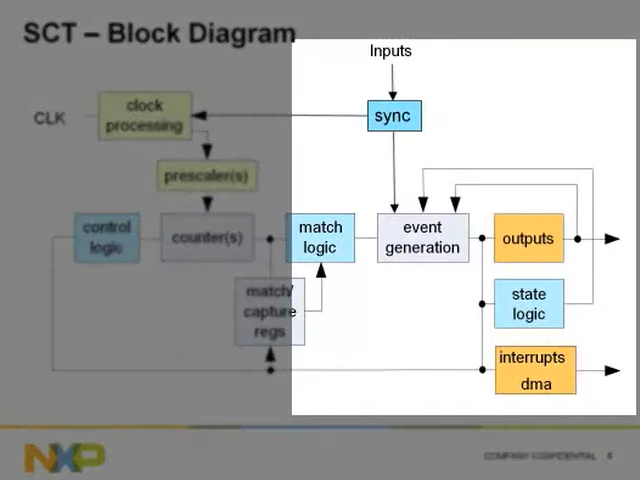 SCT – Block Diagram
Inputs
CLK
clock
processing
sync
prescaler(s)
control
logic
counter(s)
match
logic
event
generation
outputs
match/
capture
regs
state
logic
interrupts
dma
NXP
COMPANY CONFIDENTIAL 6